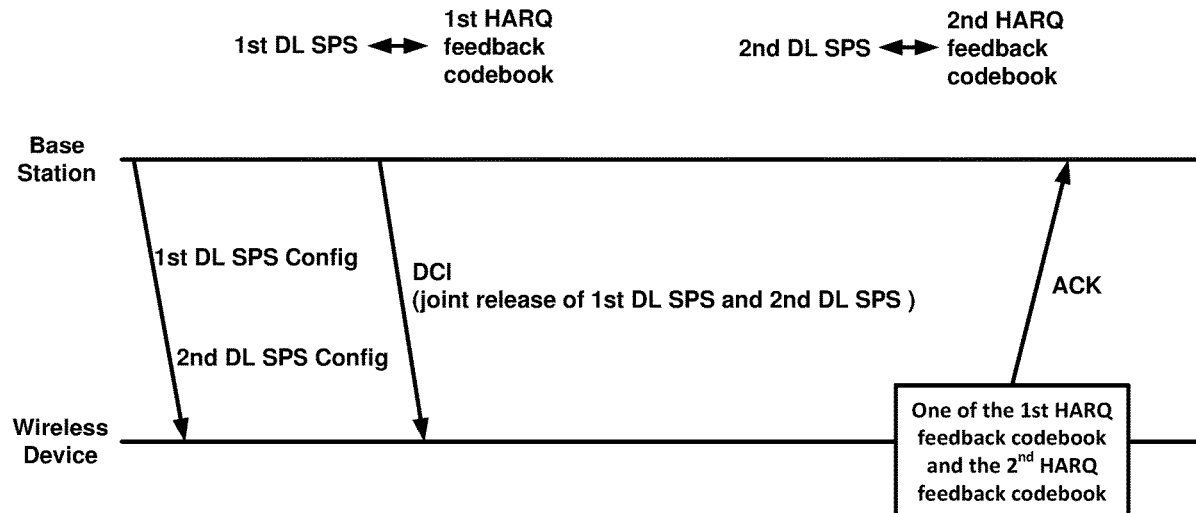 1st DL SPS
1st HARQ
feedback
codebook
2nd DL SPS
2nd HARQ
feedback
codebook
Base
Station
1st DL SPS Config
2nd DL SPS Config
DCI
(joint release of 1st DL SPS and 2nd DL SPS )
ACK
Wireless
Device
One of the 1st HARQ
feedback codebook
and the 2nd HARQ
feedback codebook